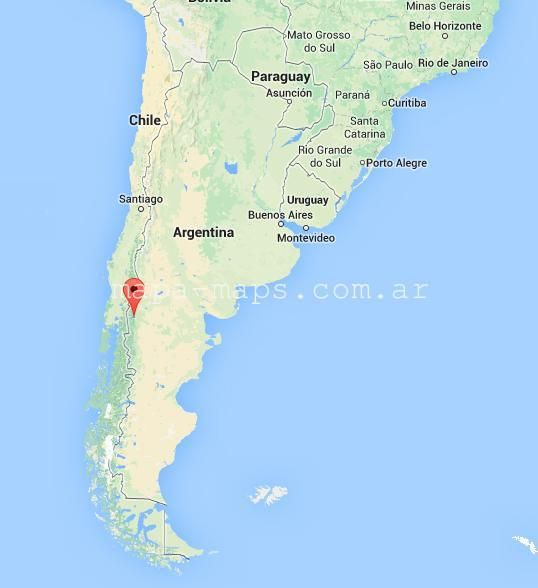 Bolivia
Minas Gerais
Mato Grosso
do Sul
Belo Horizonte
São Paulo
Rio de Janeiro
Paraguay
Asunción
Paraná
Curitiba
Chile
Santa
Catarina
Rio Grande
do Sul
Porto Alegre
Santiago
Uruguay
Buenos Aires
Argentina
Montevideo
mapa-maps.com.ar